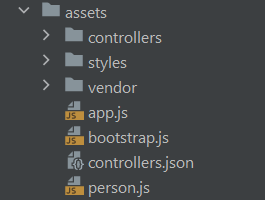 assets
controllers
styles
vendor
app.js
bootstrap.js
controllers.json
person.js